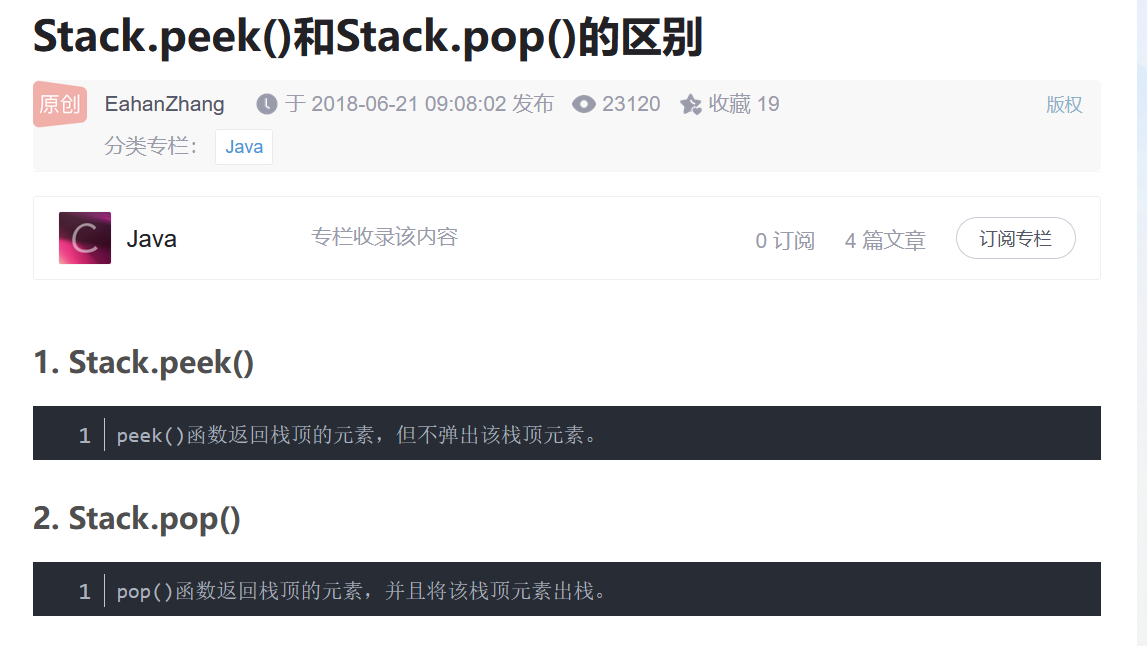 Stack.peek()和Stack.pop()的区别
原创 EahanZhang 于 2018-06-21 09:08:02 发布 23120 收藏 19 版权
分类专栏： Java
C Java 专栏收录该内容 0 订阅 4 篇文章 订阅专栏
1. Stack.peek()
1 peek()函数返回栈顶的元素，但不弹出该栈顶元素。
2. Stack.pop()
1 pop()函数返回栈顶的元素，并且将该栈顶元素出栈。